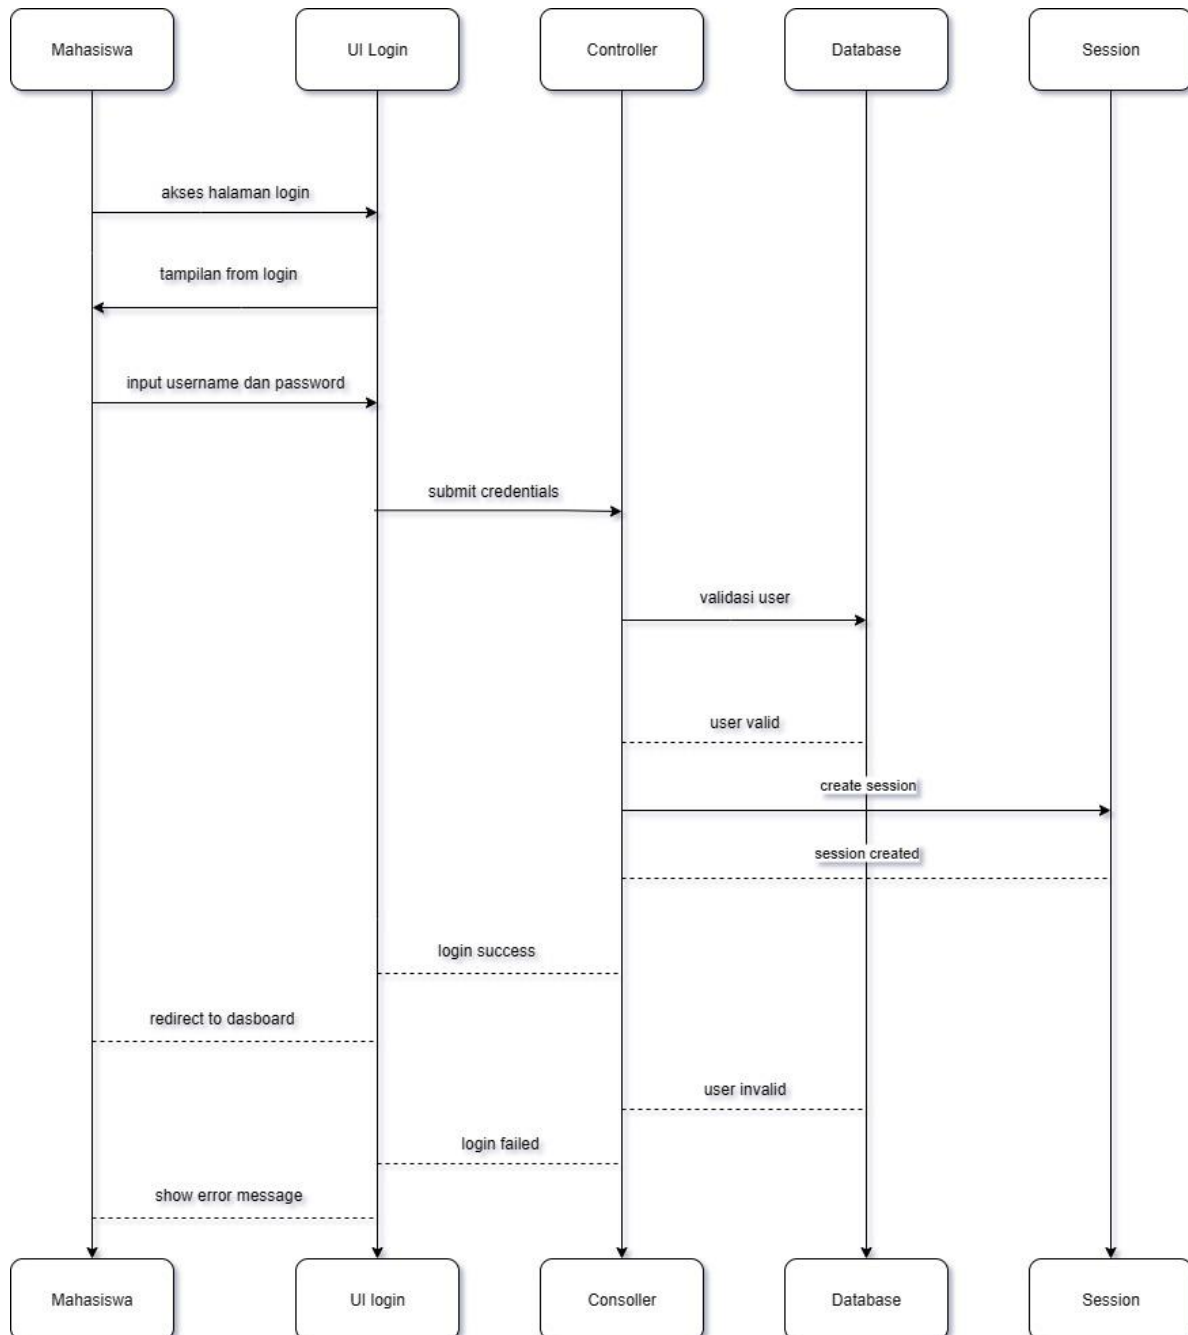 Mahasiswa
UI Login
Controller
Database
Session
akses halaman login
tampilan from login
input username dan password
submit credentials
validasi user
user valid
create session
session created
login success
redirect to dasboard
user invalid
login failed
show error message
Mahasiswa
UI login
Consoller
Database
Session